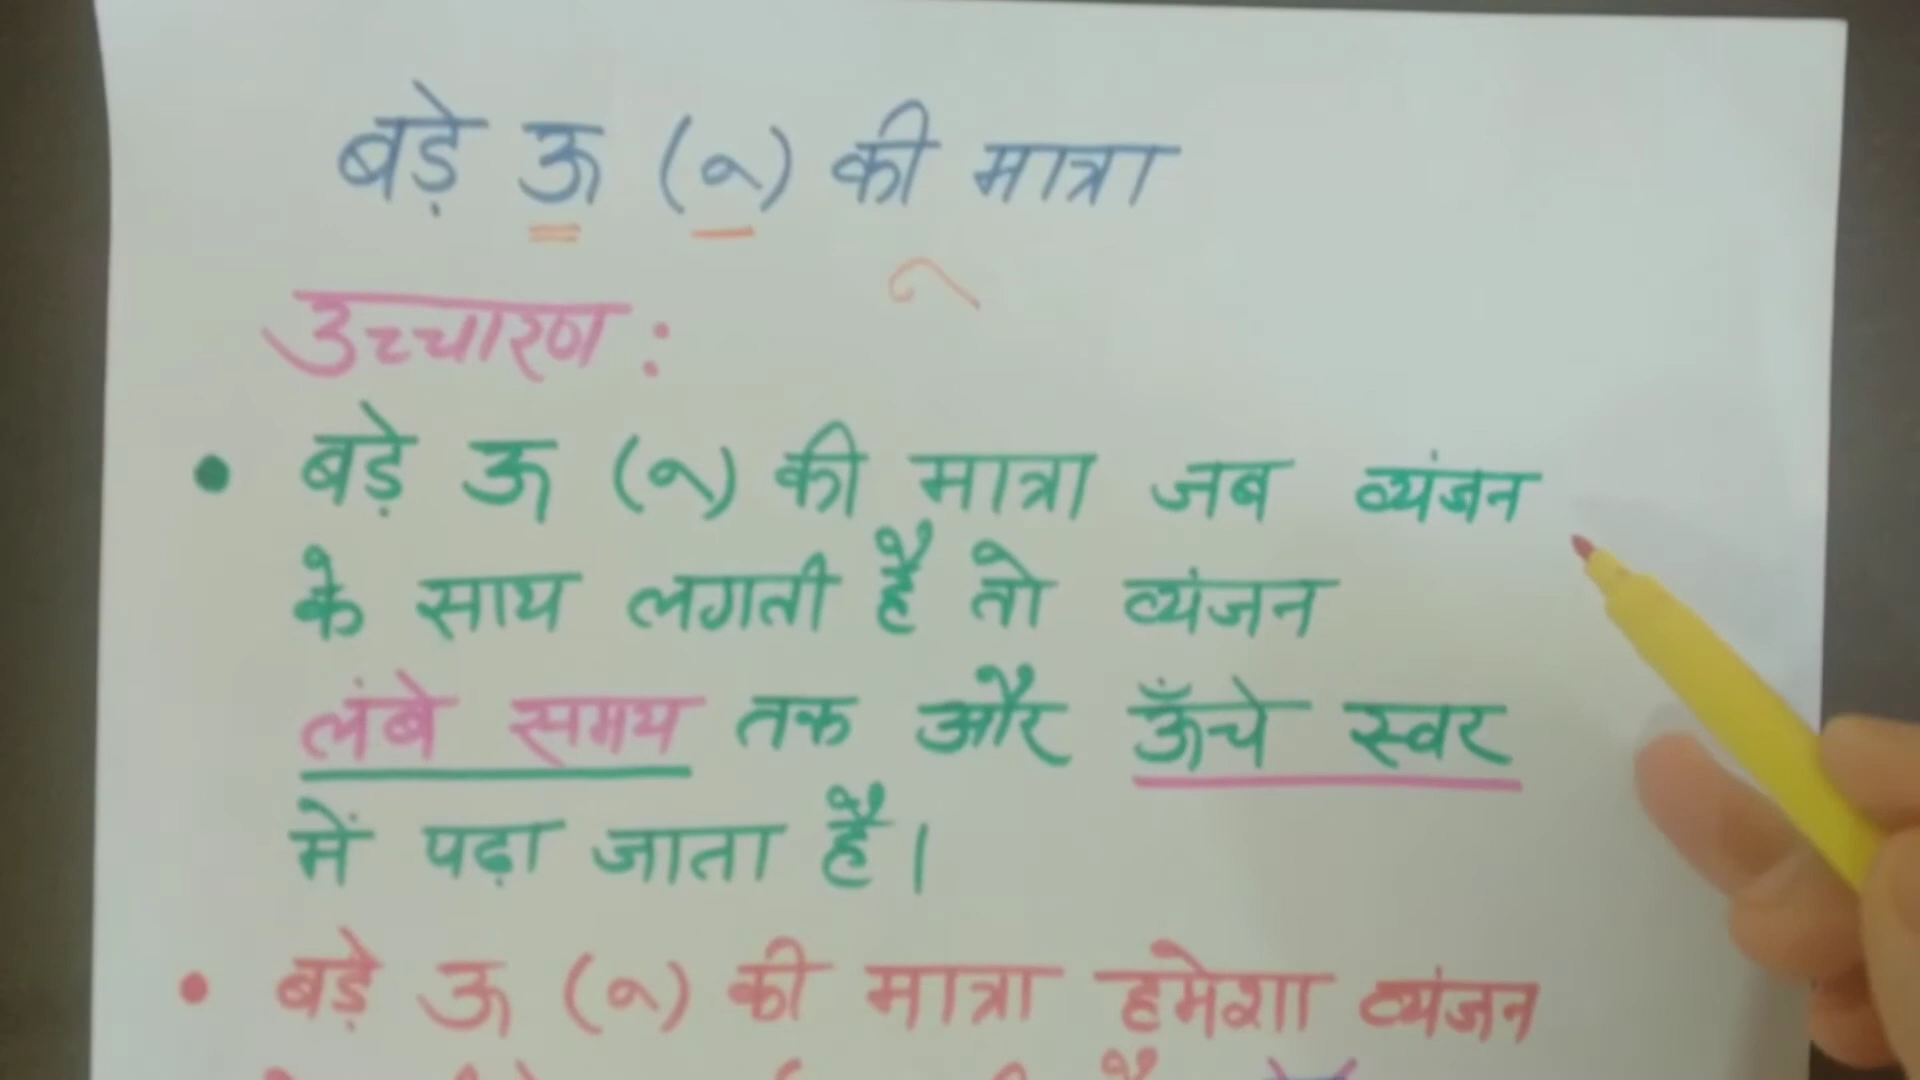 बड़े ऊ (ू) की मात्रा
उच्चारण :
• बड़े ऊ (ू) की मात्रा जब व्यंजन
के साथ लगती है तो व्यंजन
लंबे समय तक और ऊँचे स्वर
में पढ़ा जाता है।
• बड़े ऊ (ू) की मात्रा हमेशा व्यंजन